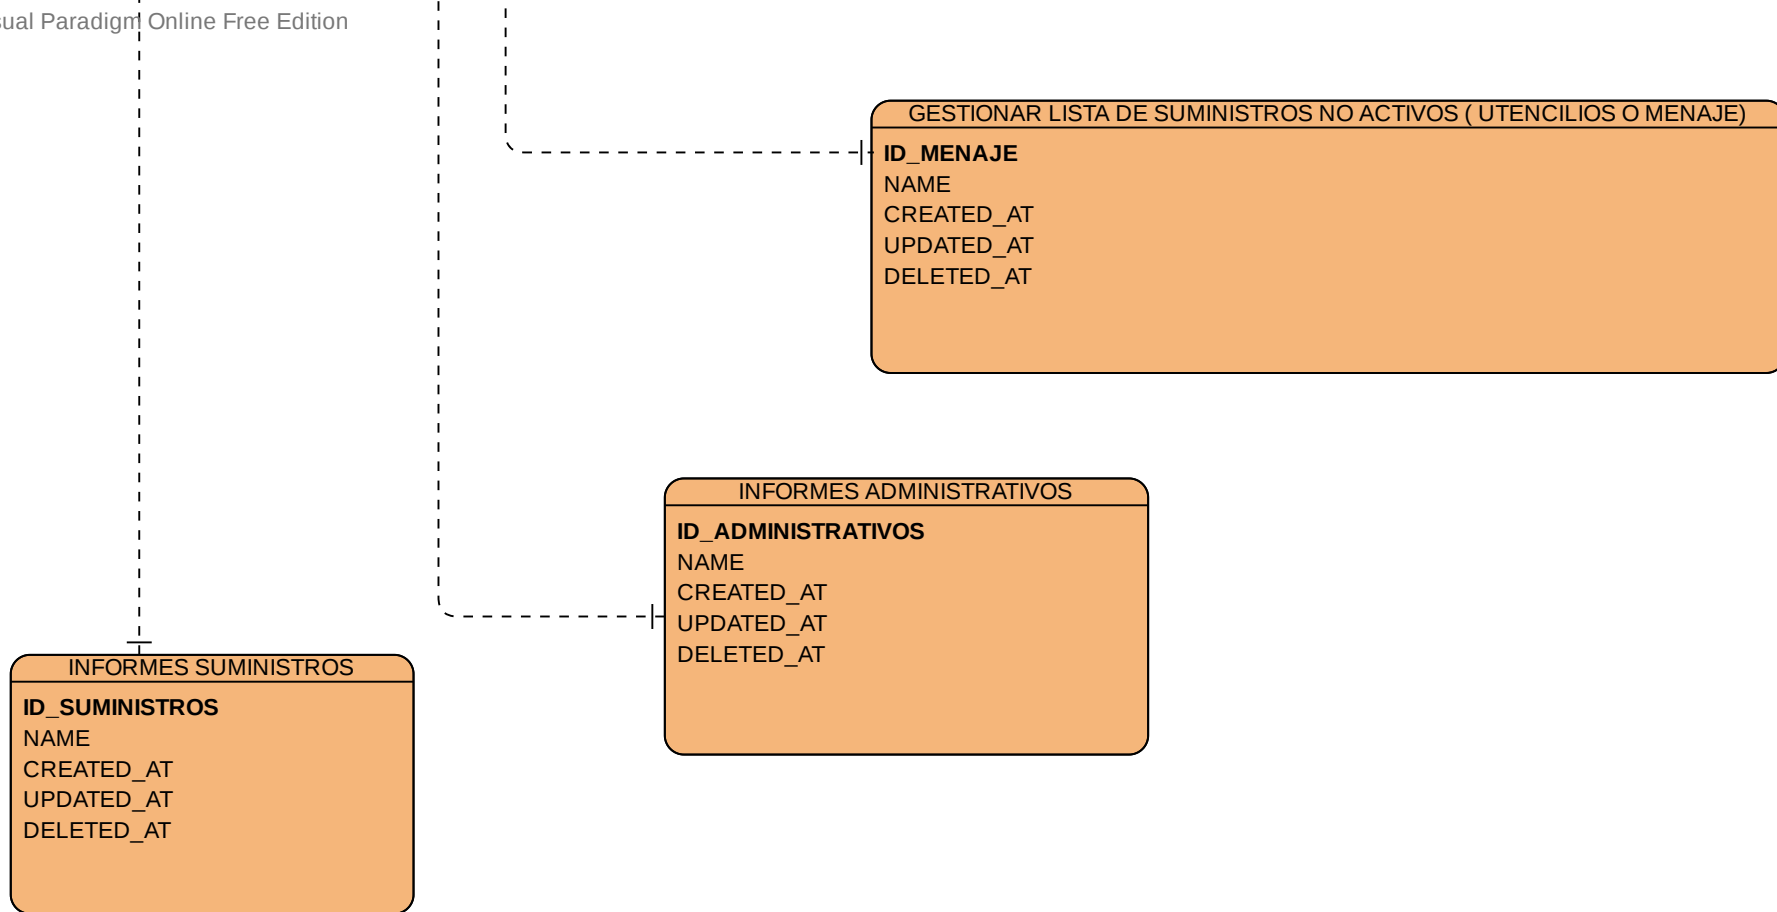 sual Paradigm Online Free Edition
GESTIONAR LISTA DE SUMINISTROS NO ACTIVOS ( UTENCILIOS O MENAJE)
ID_MENAJE
NAME
CREATED_AT
UPDATED_AT
DELETED_AT
INFORMES ADMINISTRATIVOS
ID_ADMINISTRATIVOS
NAME
CREATED_AT
UPDATED_AT
DELETED_AT
INFORMES SUMINISTROS
ID_SUMINISTROS
NAME
CREATED_AT
UPDATED_AT
DELETED_AT